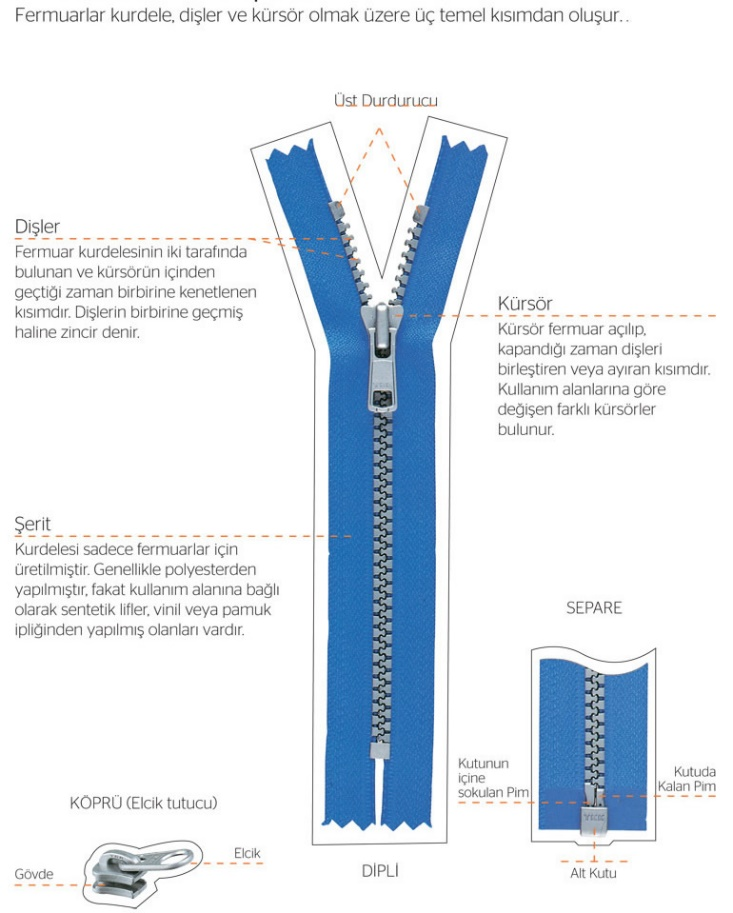 Fermuarlar kurdele, dişler ve kürsör olmak üzere üç temel kısımdan oluşur..
Üst Durdurucu
Dişler
Fermuar kurdelesinin iki tarafında
bulunan ve kürsörün içinden
geçtiği zaman birbirine kenetlenen
kısımdır. Dişlerin birbirine geçmiş
haline zincir denir.
Kürsör
Kürsör fermuar açılıp,
kapandığı zaman dişleri
birleştiren veya ayıran kısımdır.
Kullanım alanlarına göre
değişen farklı kürsörler
bulunur.
Şerit
Kurdelesi sadece fermuarlar için
üretilmiştir. Genellikle polyesterden
yapılmıştır, fakat kullanım alanına bağlı
olarak sentetik lifler, vinil veya pamuk
ipliğinden yapılmış olanları vardır.
SEPARE
Kutunun
içine
sokulan Pim
Kutuda
Kalan Pim
YKK
Alt Kutu
KÖPRÜ (Elcik tutucu)
Elcik
Gövde
DİPLİ